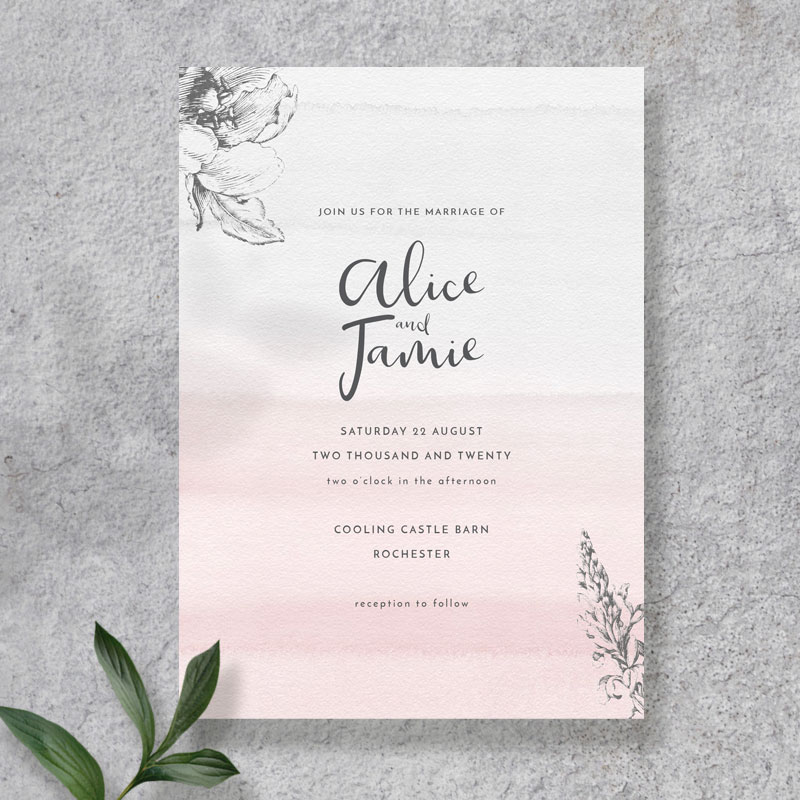 JOIN US FOR THE MARRIAGE OF
Alice
and
Jamie
SATURDAY 22 AUGUST
TWO THOUSAND AND TWENTY
two o'clock in the afternoon
COOLING CASTLE BARN
ROCHESTER
reception to follow